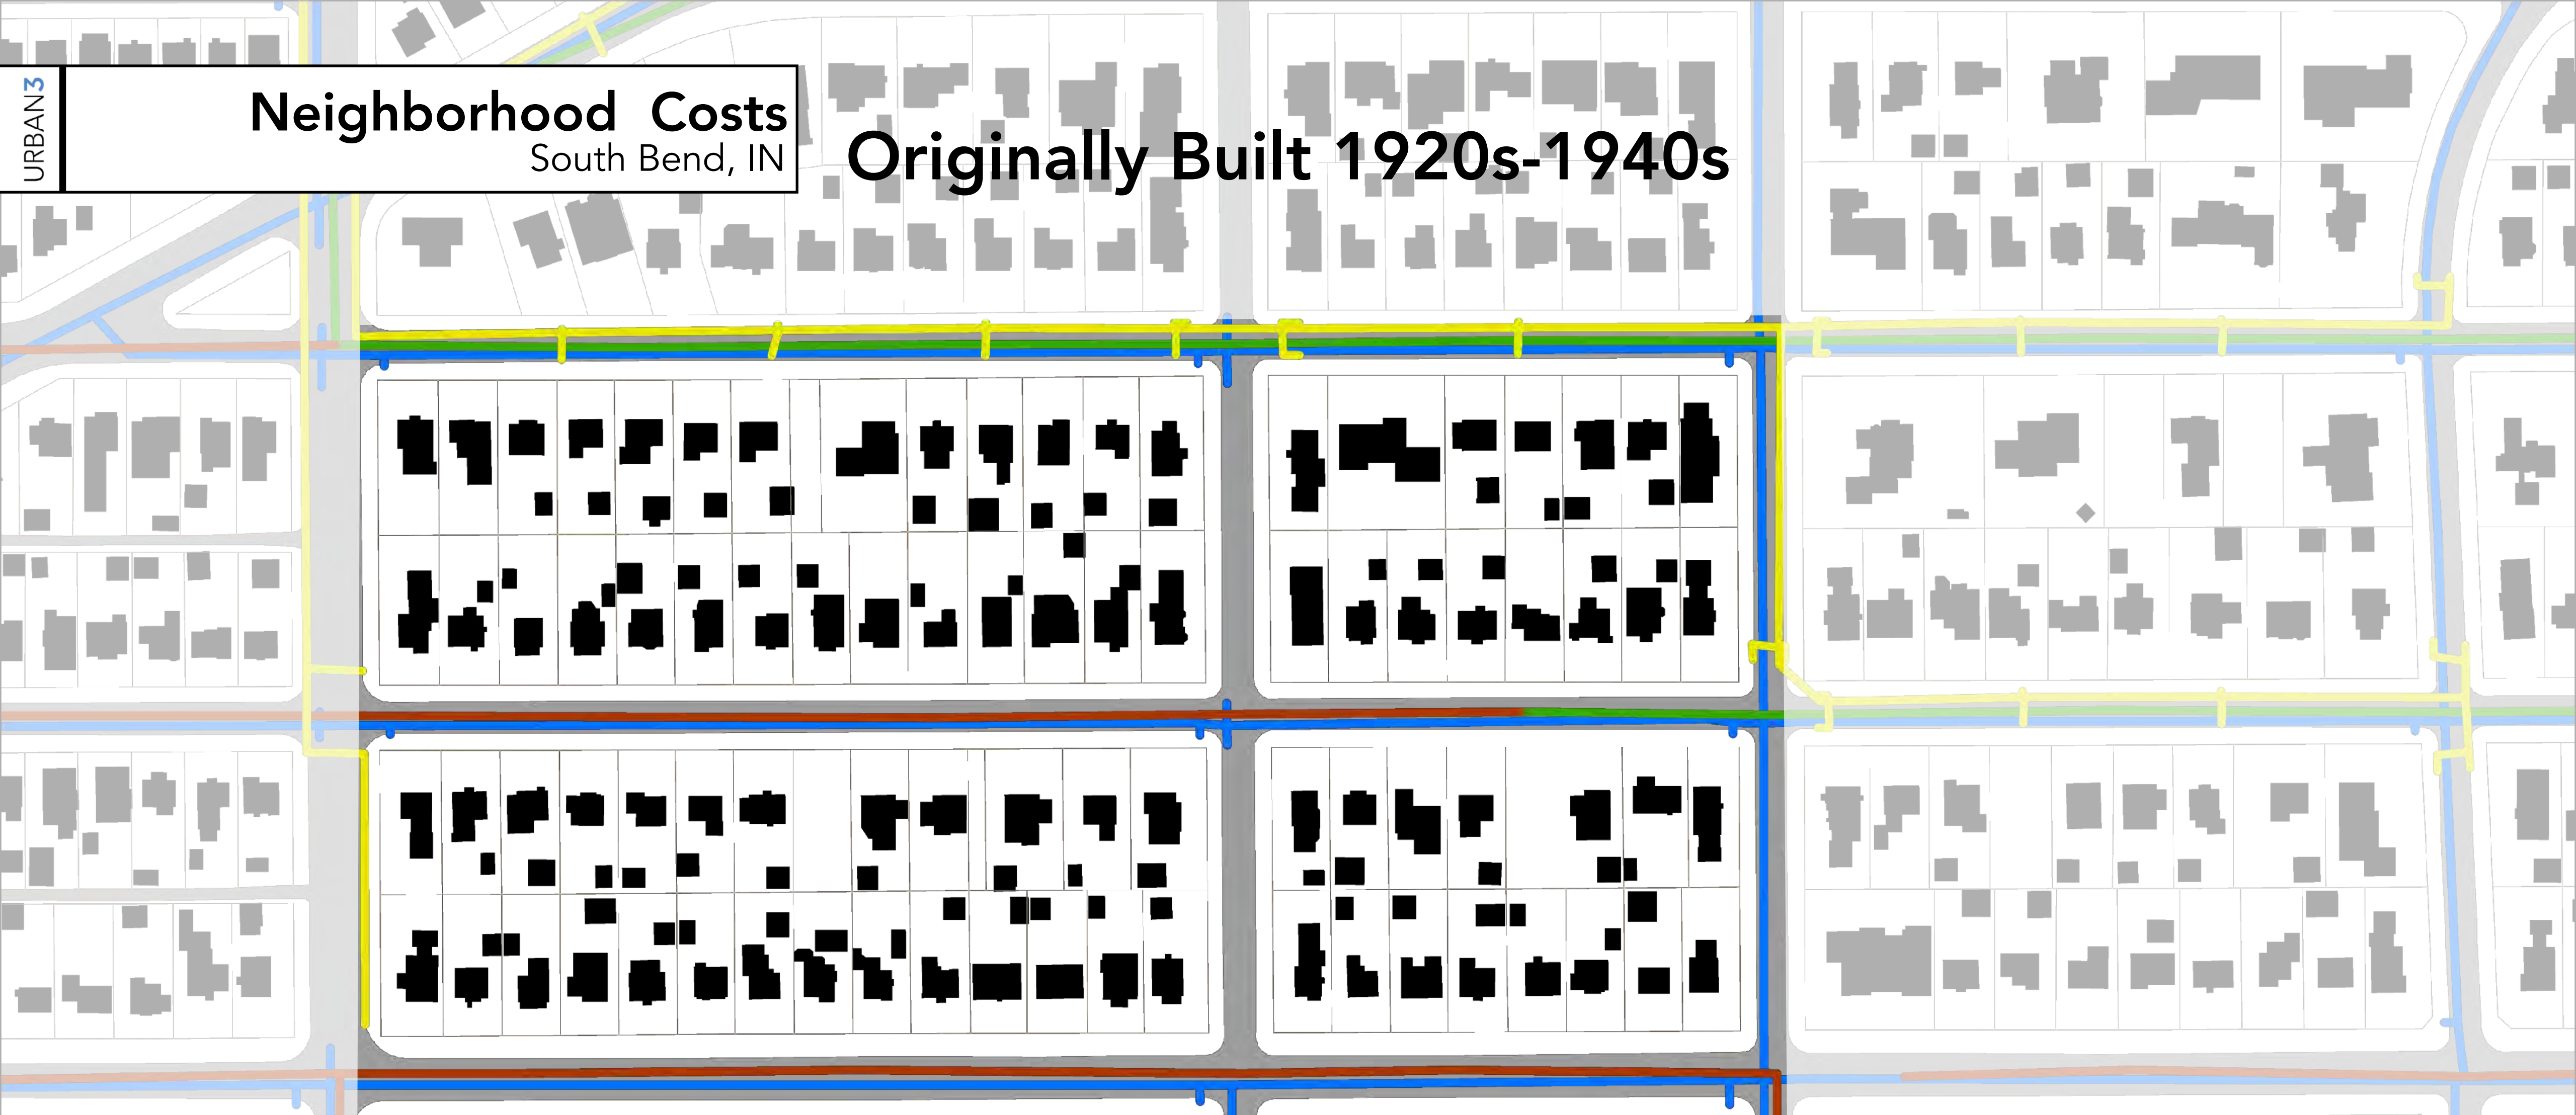 URBAN3
Neighborhood Costs
South Bend, IN
Originally Built 1920s-1940s